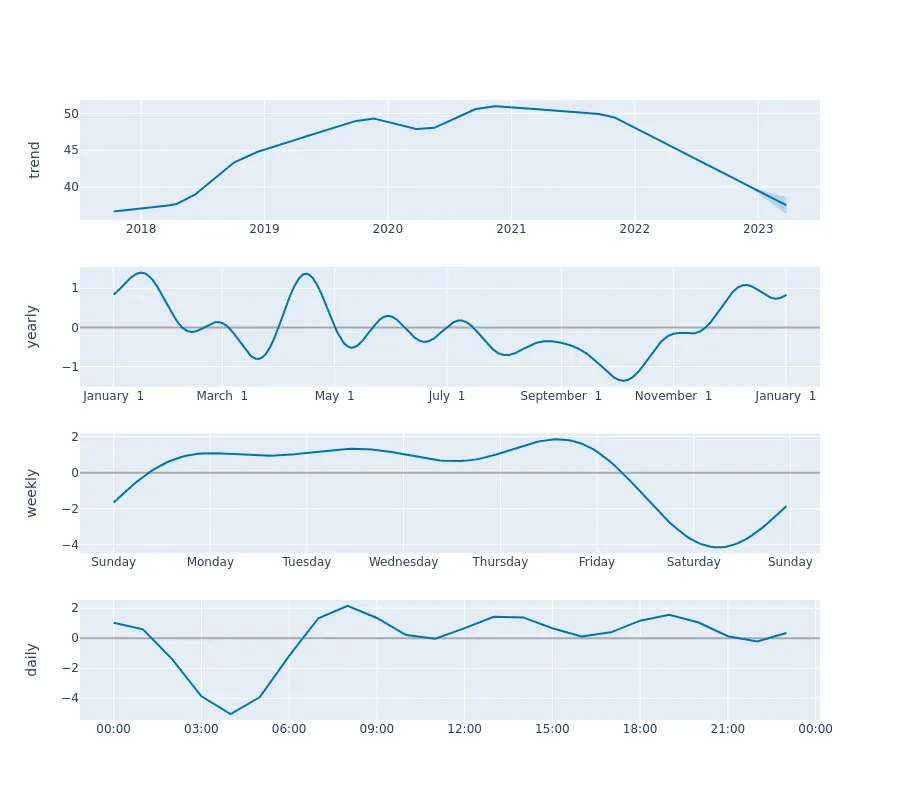 trend
50
45
40
2018 2019 2020 2021 2022 2023
yearly
1
0
−1
January 1 March 1 May 1 July 1 September 1 November 1 January 1
weekly
2
0
−2
−4
Sunday Monday Tuesday Wednesday Thursday Friday Saturday Sunday
daily
2
0
−2
−4
00:00 03:00 06:00 09:00 12:00 15:00 18:00 21:00 00:00